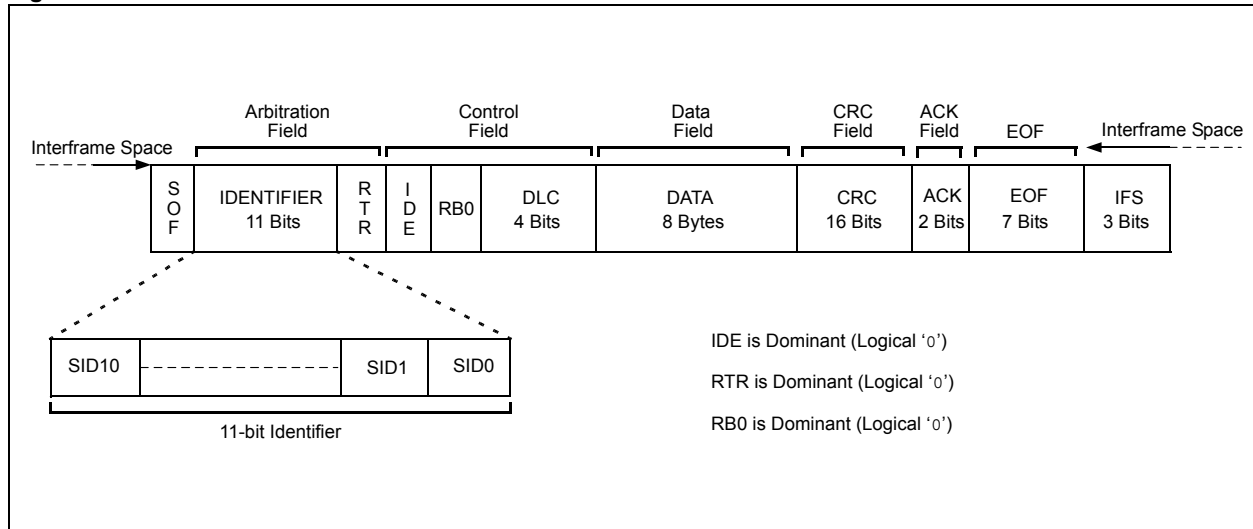 Arbitration
Field
Control
Field
Data
Field
CRC
Field
ACK
Field
EOF
Interframe Space
Interframe Space
SOF
IDENTIFIER
11 Bits
RTR
IDE
RB0
DLC
4 Bits
DATA
8 Bytes
CRC
16 Bits
ACK
2 Bits
EOF
7 Bits
IFS
3 Bits
SID10
SID1
SID0
11-bit Identifier
IDE is Dominant (Logical ‘0’)
RTR is Dominant (Logical ‘0’)
RB0 is Dominant (Logical ‘0’)